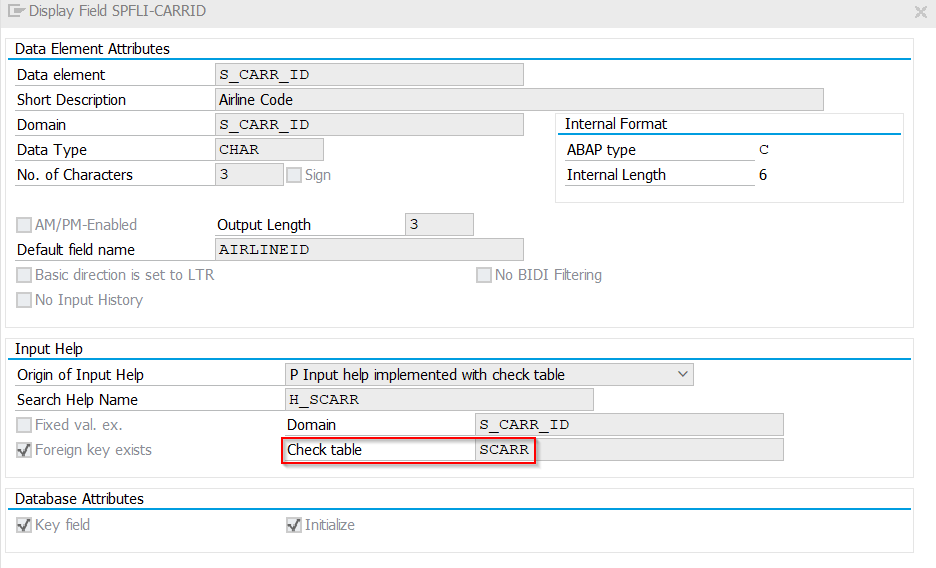 Display Field SPFLI-CARRID
Data Element Attributes
Data element S_CARR_ID
Short Description Airline Code
Domain S_CARR_ID
Internal Format
Data Type CHAR
ABAP type C
No. of Characters 3 Sign
Internal Length 6
AM/PM-Enabled Output Length 3
Default field name AIRLINEID
Basic direction is set to LTR No BIDI Filtering
No Input History
Input Help
Origin of Input Help P Input help implemented with check table
Search Help Name H_SCARR
Fixed val. ex. Domain S_CARR_ID
Foreign key exists Check table SCARR
Database Attributes
Key field Initialize